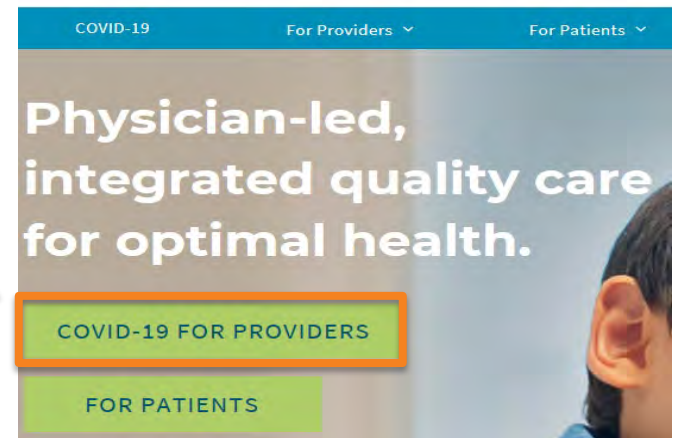 COVID-19 For Providers For Patients
Physician-led,
integrated quality care
for optimal health.
COVID-19 FOR PROVIDERS
FOR PATIENTS